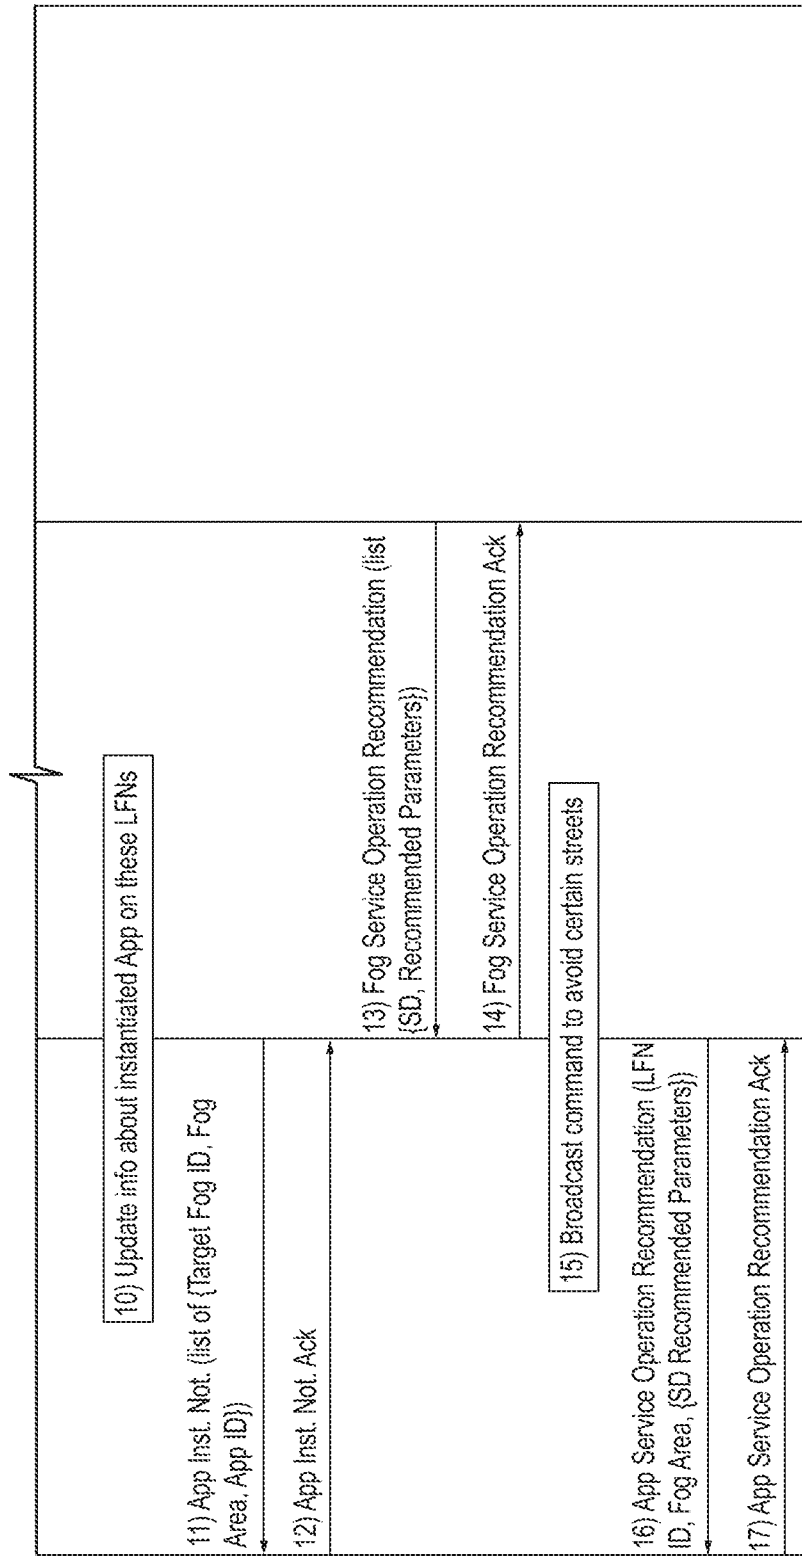 10) Update info about instantiated App on these LFNs
11) App Inst. Not. (list of {Target Fog ID, Fog
Area, App ID})
12) App Inst. Not. Ack
13) Fog Service Operation Recommendation (list
{SD, Recommended Parameters})
14) Fog Service Operation Recommendation Ack
15) Broadcast command to avoid certain streets
16) App Service Operation Recommendation (LFN
ID, Fog Area, {SD Recommended Parameters})
17) App Service Operation Recommendation Ack